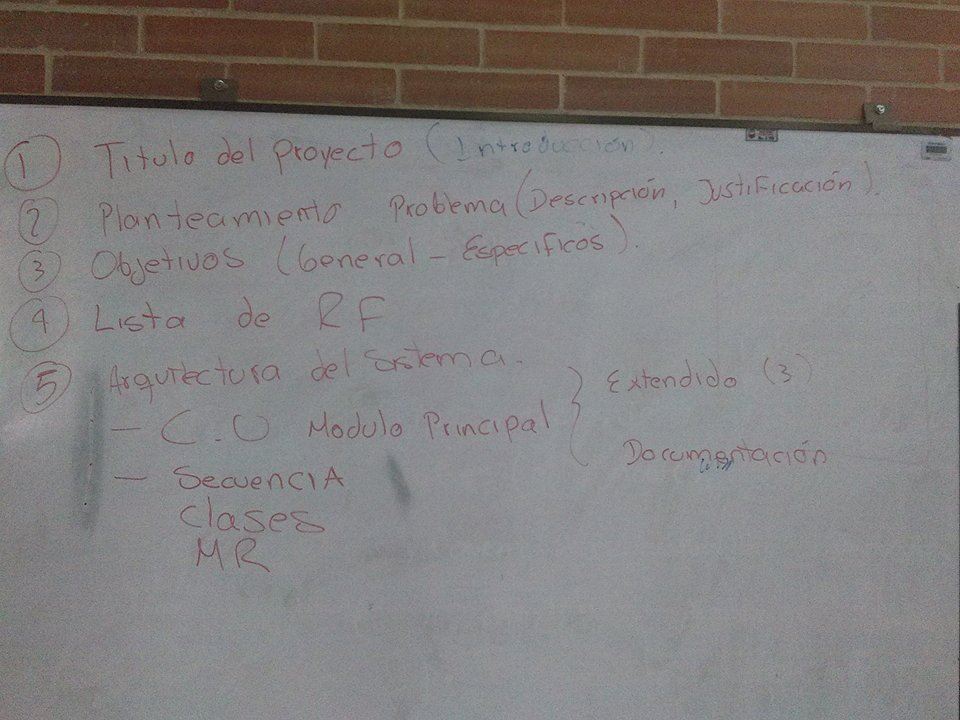 1 Titulo del proyecto (Introducción).
2 Planteamiento Problema (Descripción, Justificación).
3 Objetivos (General - Especificos).
4 Lista de RF
5 Arquitectura del Sistema.
- C.U Modulo Principal } Extendido (3)
Documentación
- Secuencia
Clases
MR